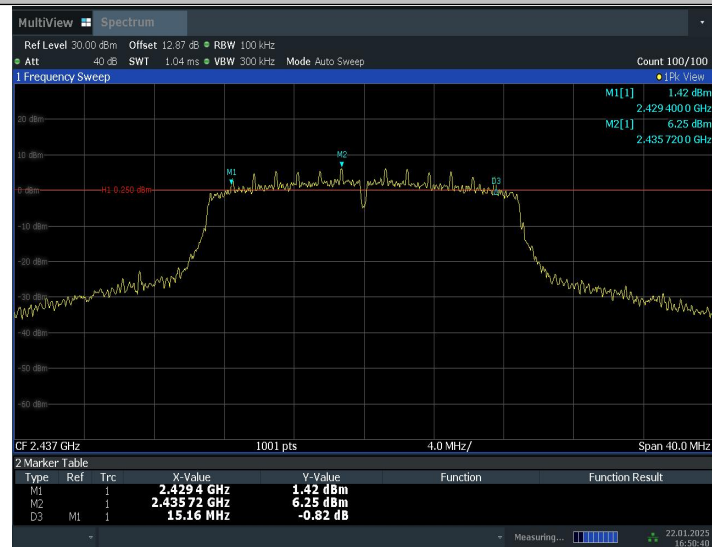 MultiView Spectrum
Ref Level 30.00 dBm Offset 12.87 dB RBW 100 kHz
Att 40 dB SWT 1.04 ms VBW 300 kHz Mode Auto Sweep Count 100/100
1 Frequency Sweep 1Pk View
M1[1] 1.42 dBm
2.429 400 0 GHz
20 dBm M2[1] 6.25 dBm
2.435 720 0 GHz
10 dBm
M2
M1
D3
0 dBm H1 0.250 dBm
-10 dBm
-20 dBm
-30 dBm
-40 dBm
-50 dBm
-60 dBm
CF 2.437 GHz 1001 pts 4.0 MHz/ Span 40.0 MHz
2 Marker Table
Type Ref Trc X-Value Y-Value Function Function Result
M1 1 2.429 4 GHz 1.42 dBm
M2 1 2.435 72 GHz 6.25 dBm
D3 M1 1 15.16 MHz -0.82 dB
Measuring... 22.01.2025
16:50:40